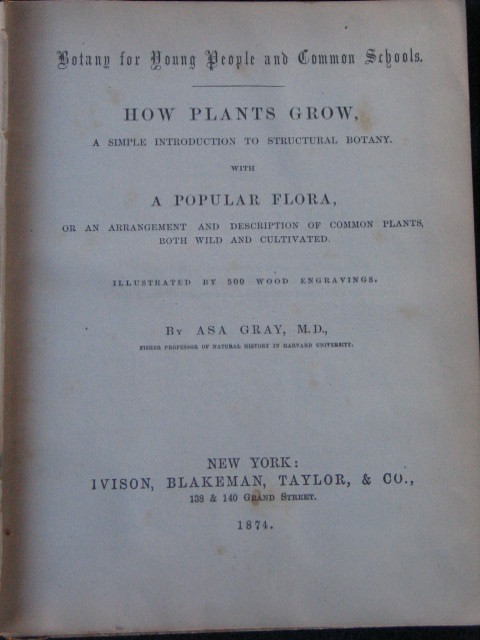 Botany for Young People and Common Schools.
HOW PLANTS GROW,
A SIMPLE INTRODUCTION TO STRUCTURAL BOTANY.
WITH
A POPULAR FLORA,
OR AN ARRANGEMENT AND DESCRIPTION OF COMMON PLANTS,
BOTH WILD AND CULTIVATED.
ILLUSTRATED BY 500 WOOD ENGRAVINGS.
BY ASA GRAY, M.D.,
FISHER PROFESSOR OF NATURAL HISTORY IN HARVARD UNIVERSITY.
NEW YORK:
IVISON, BLAKEMAN, TAYLOR, & CO.,
138 & 140 GRAND STREET.
1874.